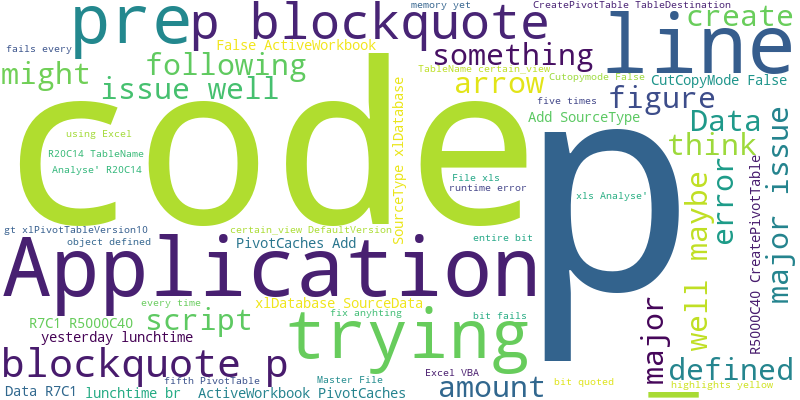 memory yet
CreatePivotTable TableDestination
pre
p blockquote
line
create
fails every
False ActiveWorkbook
something
following
might
issue well
TableName certain_view
Cutopymode False
CutCopyMode False
arrow
figure
five times
Add SourceType
Data
code
p
using Excel
R20C14 TableName
Analyse' R20C14
SourceType xlDatabase
File xls
runtime error
xls Analyse'
think
error
major issue
well maybe
R5000C40 CreatePivotTable
gt xlPivotTableVersion10
certain_view DefaultVersion
object defined
PivotCaches Add
entire bit
Application
every time
xlDatabase SourceData
fix anyhting
bit fails
R7C1 R5000C40
script
trying
yesterday lunchtime
major
blockquote p
defined
fifth PivotTable
Master File
Excel VBA
bit quoted
highlights yellow
Data R7C1
lunchtime br
ActiveWorkbook PivotCaches
amount